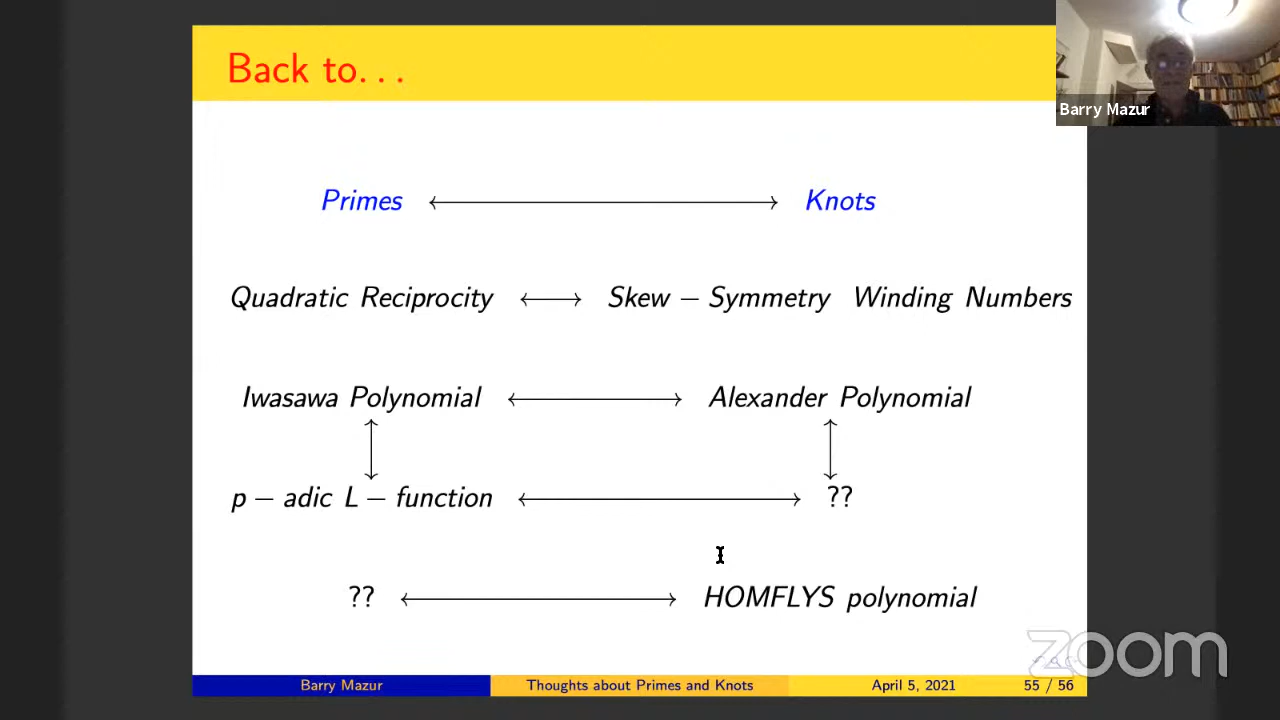 Back to. . .
Barry Mazur
Primes ⟷ Knots
Quadratic Reciprocity ⟷ Skew − Symmetry Winding Numbers
Iwasawa Polynomial ⟷ Alexander Polynomial
p − adic L − function ⟷ ??
?? ⟷ HOMFLYS polynomial
zoom
Barry Mazur Thoughts about Primes and Knots April 5, 2021 55 / 56